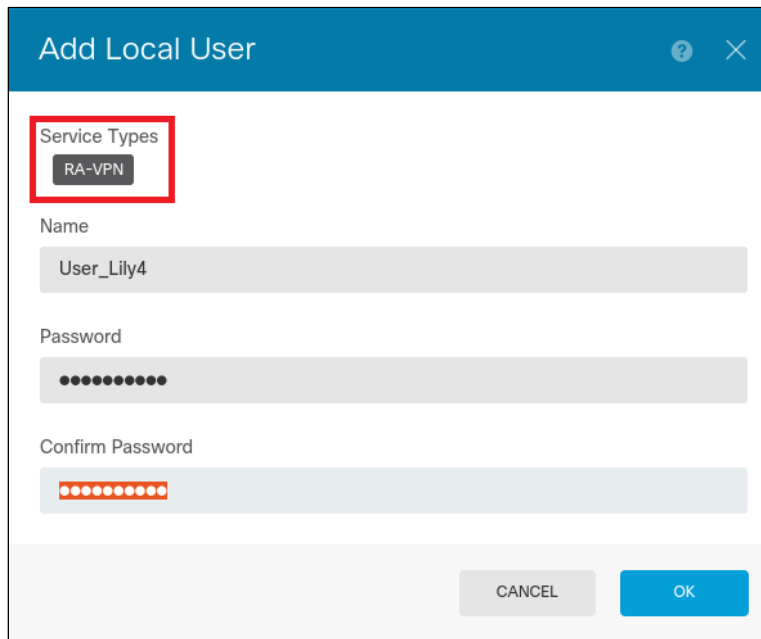 Add Local User
Service Types
RA-VPN
Name
User_Lily4
Password
●●●●●●●●●●
Confirm Password
●●●●●●●●●●
CANCEL OK